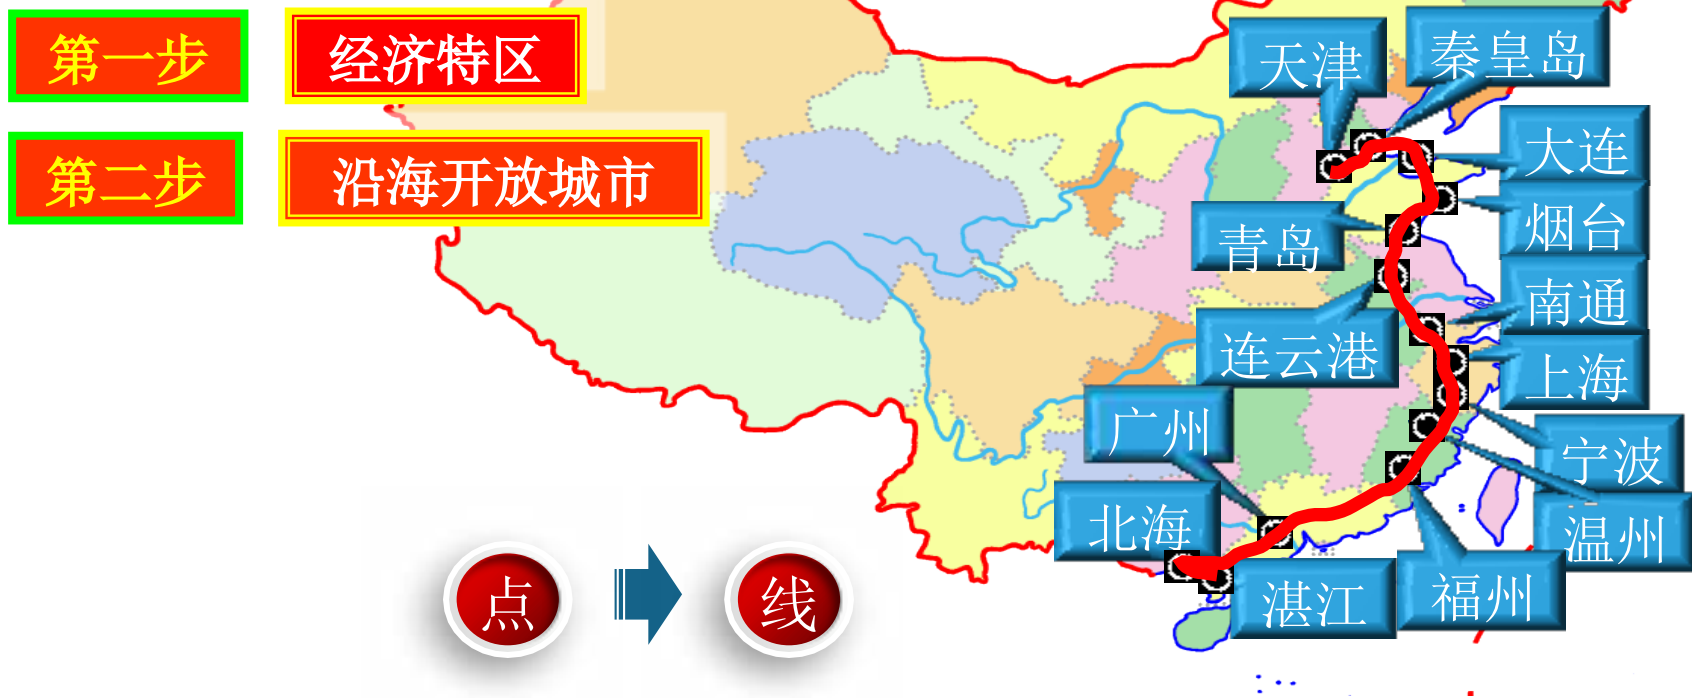 第一步
经济特区
第二步
沿海开放城市
天津
秦皇岛
大连
烟台
青岛
南通
连云港
上海
广州
宁波
北海
温州
湛江
福州
点
线